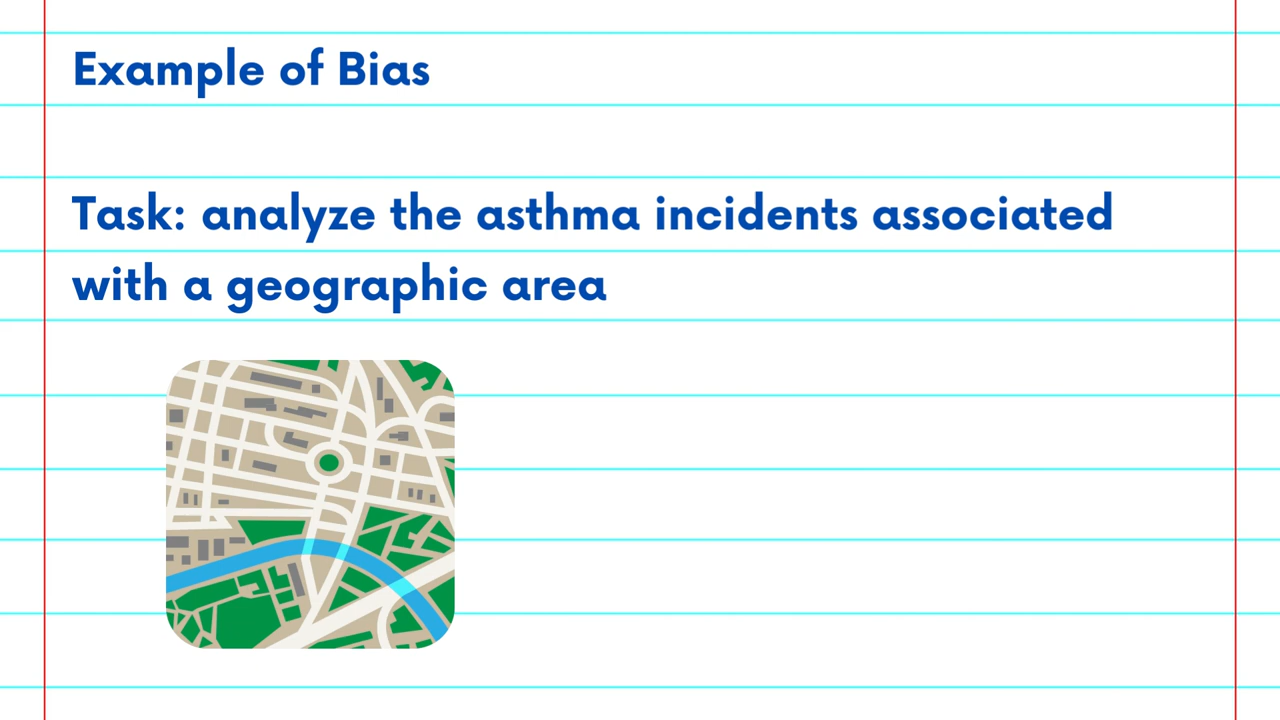 Example of Bias
Task: analyze the asthma incidents associated
with a geographic area